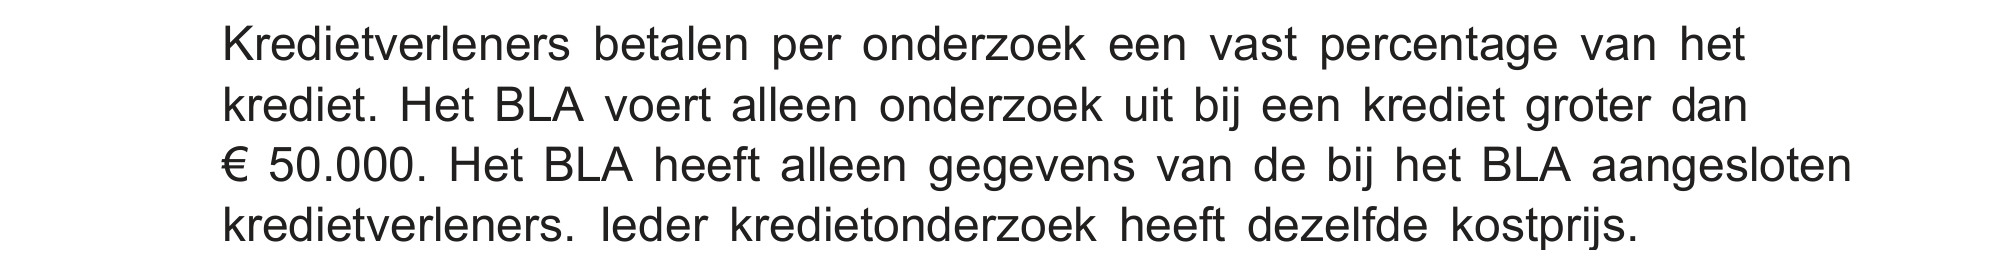 Kredietverleners betalen per onderzoek een vast percentage van het
krediet. Het BLA voert alleen onderzoek uit bij een krediet groter dan
€ 50.000. Het BLA heeft alleen gegevens van de bij het BLA aangesloten
kredietverleners. Ieder kredietonderzoek heeft dezelfde kostprijs.